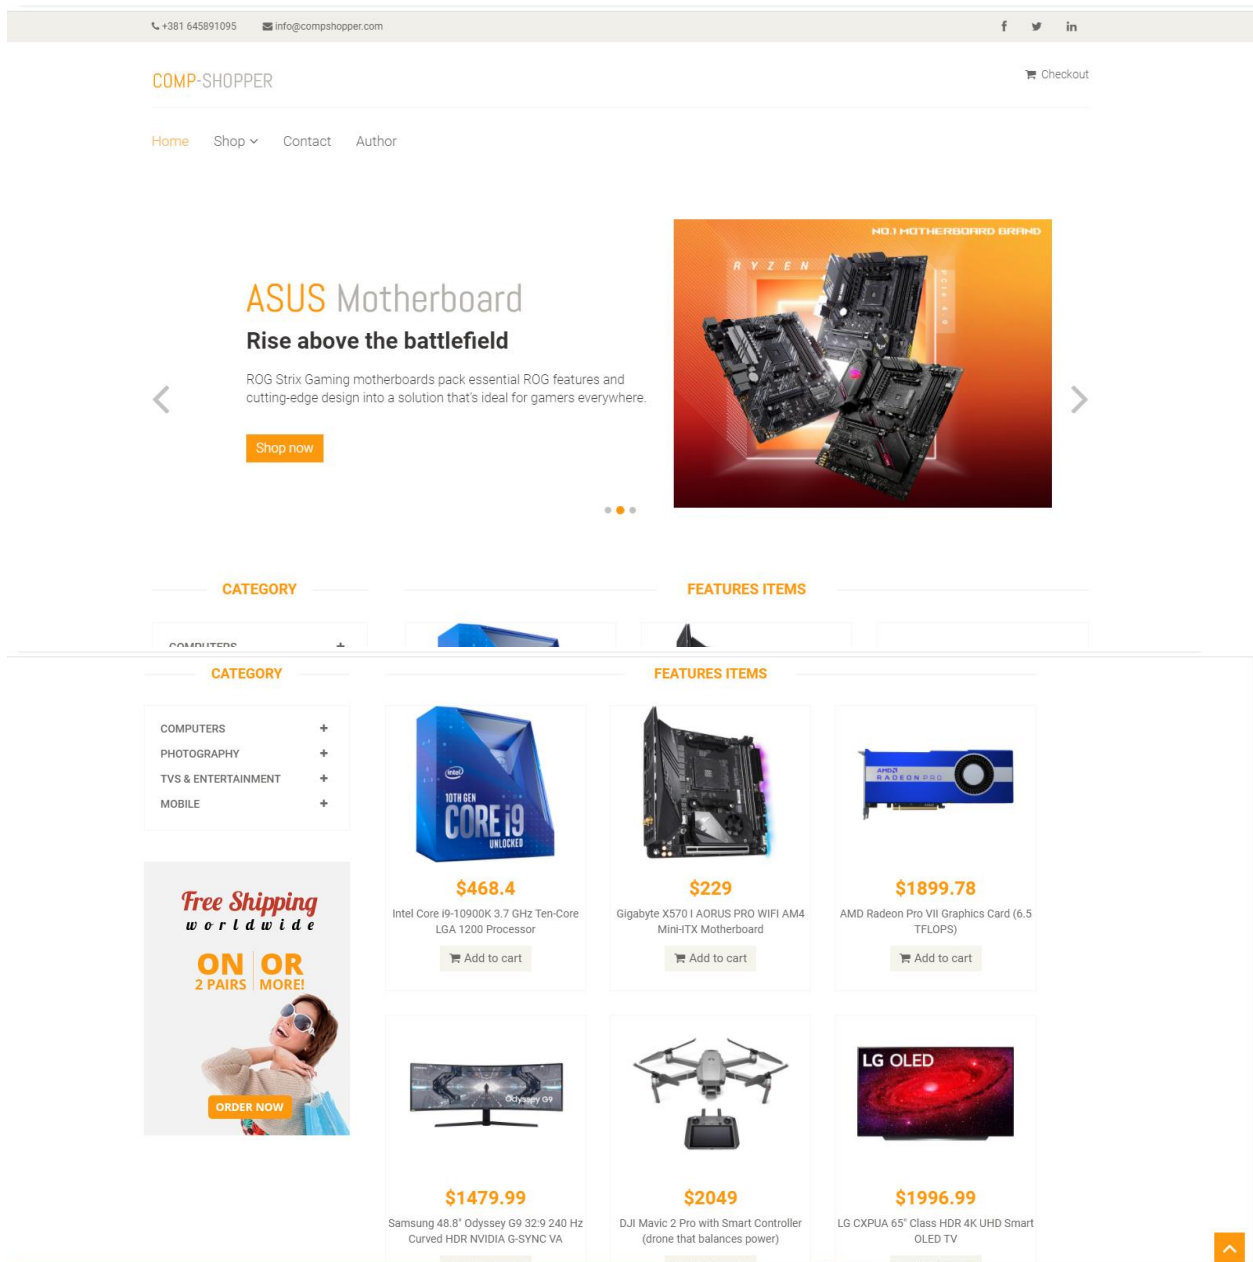 +381 645891095 info@compshopper.com
COMP-SHOPPER
Checkout
Home Shop Contact Author
NO.1 MOTHERBOARD BRAND
RYZEN
PCIe 4.0
ASUS Motherboard
Rise above the battlefield
ROG Strix Gaming motherboards pack essential ROG features and
cutting-edge design into a solution that's ideal for gamers everywhere.
Shop now
CATEGORY
FEATURES ITEMS
COMPUTERS
CATEGORY
FEATURES ITEMS
COMPUTERS
PHOTOGRAPHY
TVS & ENTERTAINMENT
MOBILE
Free Shipping
worldwide
ON OR
2 PAIRS MORE!
ORDER NOW
intel
10TH GEN
CORE i9
UNLOCKED
$468.4
Intel Core i9-10900K 3.7 GHz Ten-Core
LGA 1200 Processor
Add to cart
$229
Gigabyte X570 I AORUS PRO WIFI AM4
Mini-ITX Motherboard
Add to cart
AMD
RADEON PRO
$1899.78
AMD Radeon Pro VII Graphics Card (6.5
TFLOPS)
Add to cart
Odyssey G9
$1479.99
Samsung 48.8" Odyssey G9 32:9 240 Hz
Curved HDR NVIDIA G-SYNC VA
$2049
DJI Mavic 2 Pro with Smart Controller
(drone that balances power)
LG OLED
$1996.99
LG CXPUA 65" Class HDR 4K UHD Smart
OLED TV